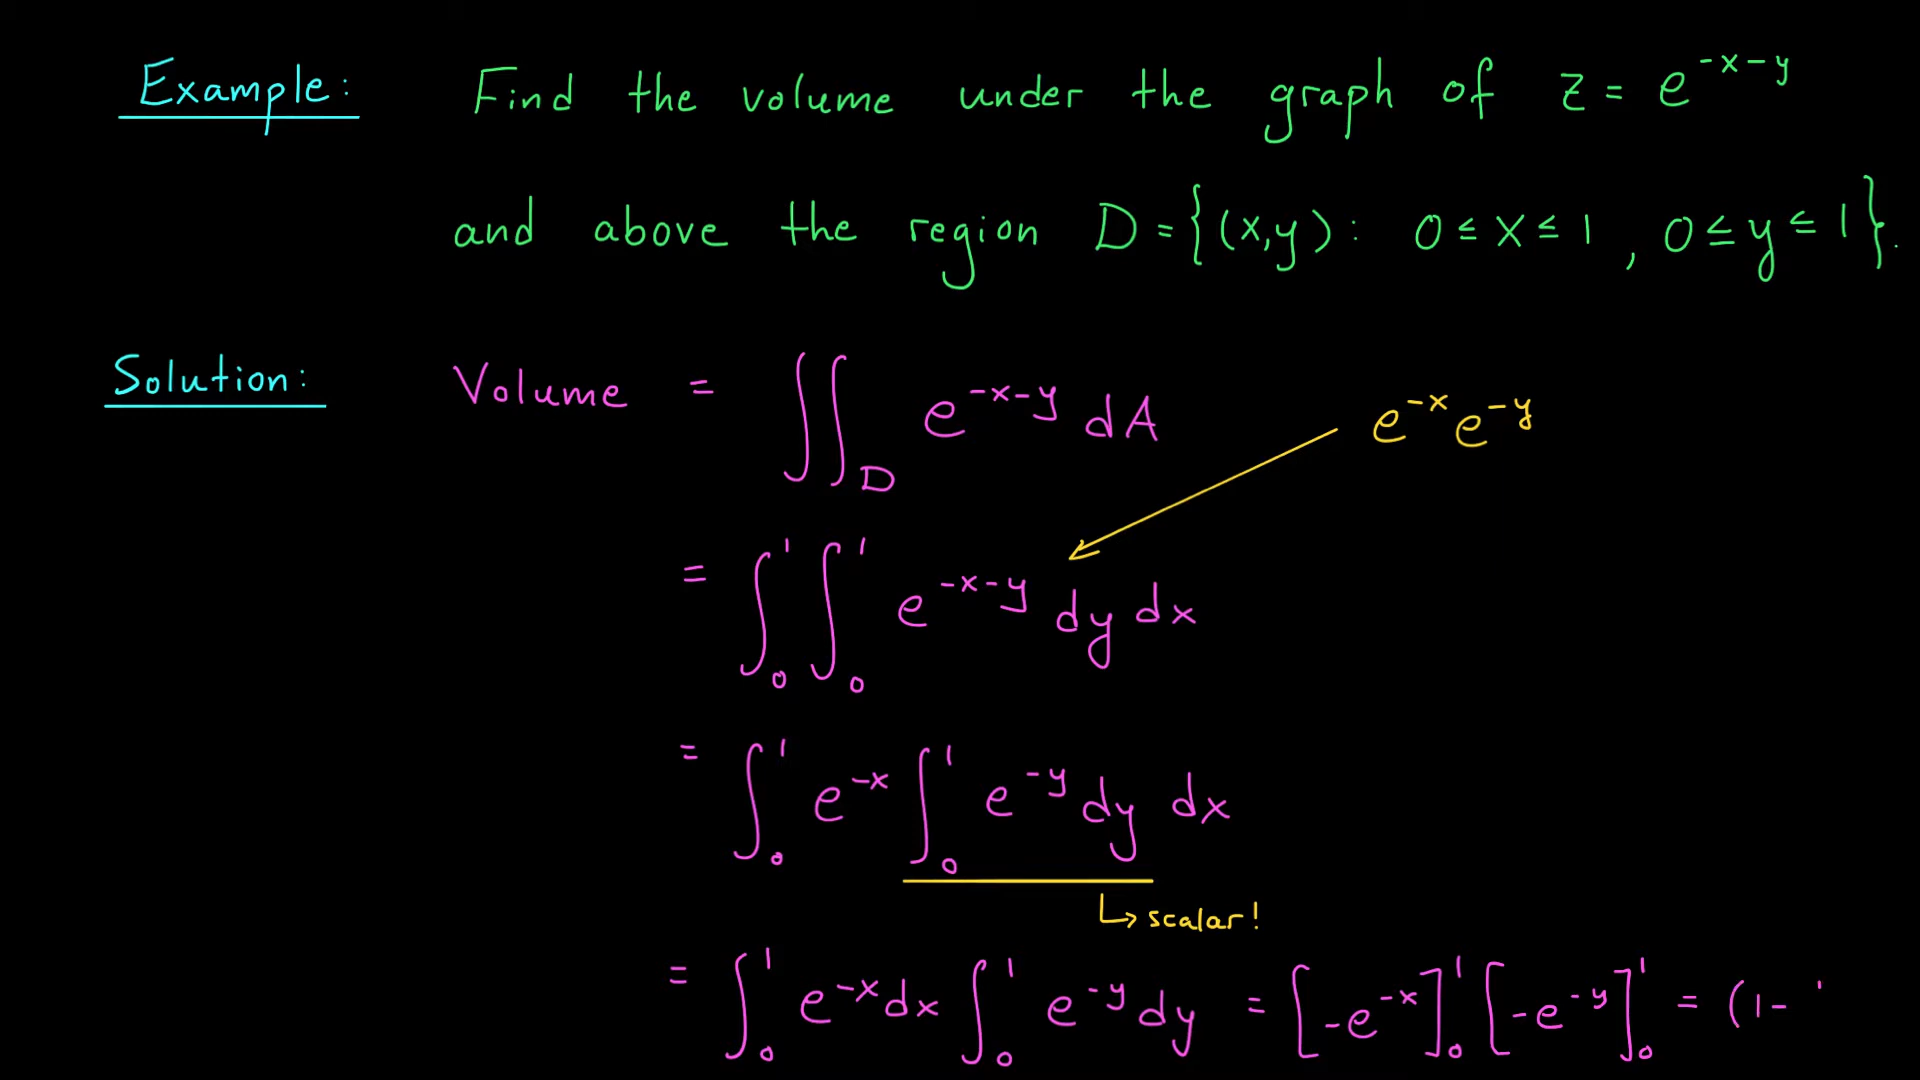 Example: Find the volume under the graph of z = e^{-x-y}
and above the region D = {(x,y): 0 ≤ x ≤ 1, 0 ≤ y ≤ 1}.
Solution: Volume = ∬_D e^{-x-y} dA
e^{-x} e^{-y}
= ∫_0^1 ∫_0^1 e^{-x-y} dy dx
= ∫_0^1 e^{-x} ∫_0^1 e^{-y} dy dx
↳ scalar!
= ∫_0^1 e^{-x} dx ∫_0^1 e^{-y} dy = [-e^{-x}]_0^1 [-e^{-y}]_0^1 = (1-